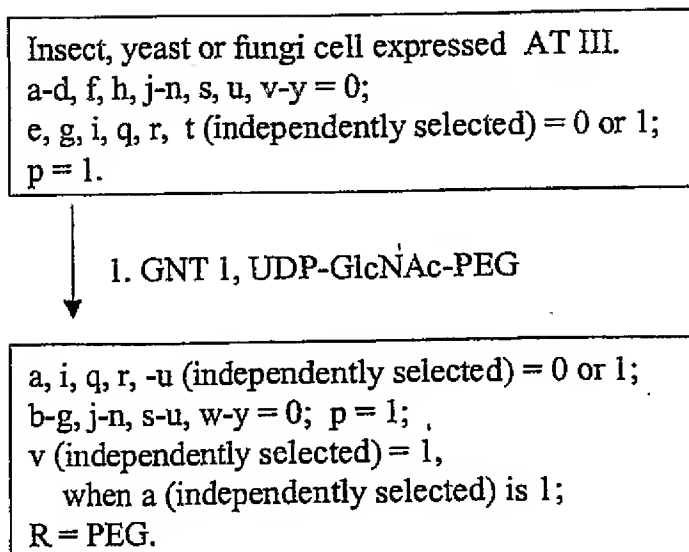 Insect, yeast or fungi cell expressed AT III.
a-d, f, h, j-n, s, u, v-y = 0;
e, g, i, q, r, t (independently selected) = 0 or 1;
p = 1.
1. GNT 1, UDP-GlcNAc-PEG
a, i, q, r, -u (independently selected) = 0 or 1;
b-g, j-n, s-u, w-y = 0; p = 1;
v (independently selected) = 1,
when a (independently selected) is 1;
R = PEG.